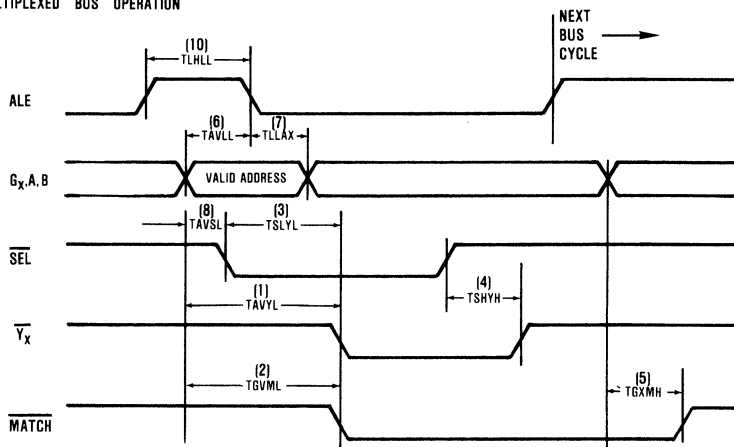 TIPLEXED BUS OPERATION
NEXT
BUS
CYCLE
(10)
TLHLL
ALE
(6)
TAVLL
(7)
TLLAX
GX,A,B
VALID ADDRESS
(8)
TAVSL
(3)
TSLYL
SEL
(4)
TSHYH
(1)
TAVYL
YX
(2)
TGVML
(5)
TGXMH
MATCH